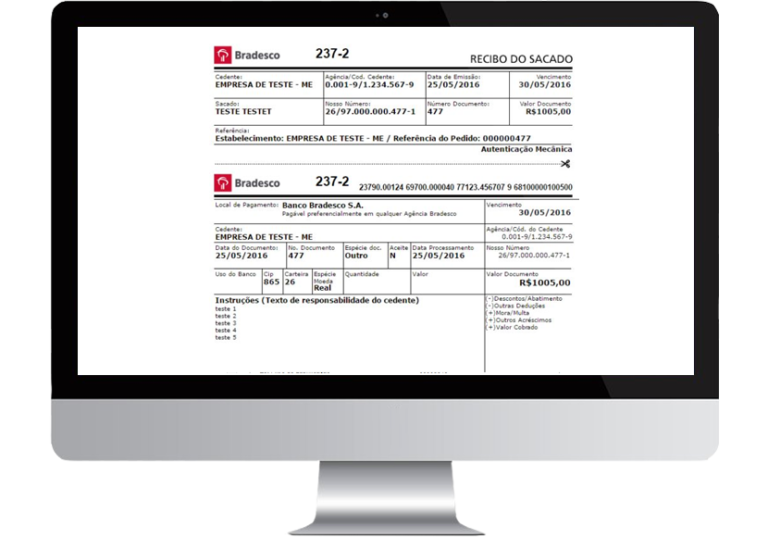 Bradesco 237-2 RECIBO DO SACADO
Cedente: Agência/Cod. Cedente: Data de Emissão: Vencimento
EMPRESA DE TESTE - ME 0.001-9/1.234.567-9 25/05/2016 30/05/2016
Sacado: Nosso Número: Número Documento: Valor Documento
TESTE TESTET 26/97.000.000.477-1 477 R$1005,00
Referência:
Estabelecimento: EMPRESA DE TESTE - ME / Referência do Pedido: 000000477
Autenticação Mecânica
Bradesco 237-2 23790.00124 69700.000040 77123.456707 9 68100000100500
Local de Pagamento: Banco Bradesco S.A. Vencimento
Pagável preferencialmente em qualquer Agência Bradesco 30/05/2016
Cedente: Agência/Cód. do Cedente
EMPRESA DE TESTE - ME 0.001-9/1.234.567-9
Data do Documento: No. Documento Espécie doc. Aceite Data Processamento Nosso Número
25/05/2016 477 Outro N 25/05/2016 26/97.000.000.477-1
Uso do Banco Cip Carteira Espécie Quantidade Valor Valor Documento
865 26 Moeda R$1005,00
Real
Instruções (Texto de responsabilidade do cedente) (-)Descontos/Abatimento
teste 1 (-)Outras Deduções
teste 2 (+)Mora/Multa
teste 3 (+)Outros Acréscimos
teste 4 (+)Valor Cobrado
teste 5